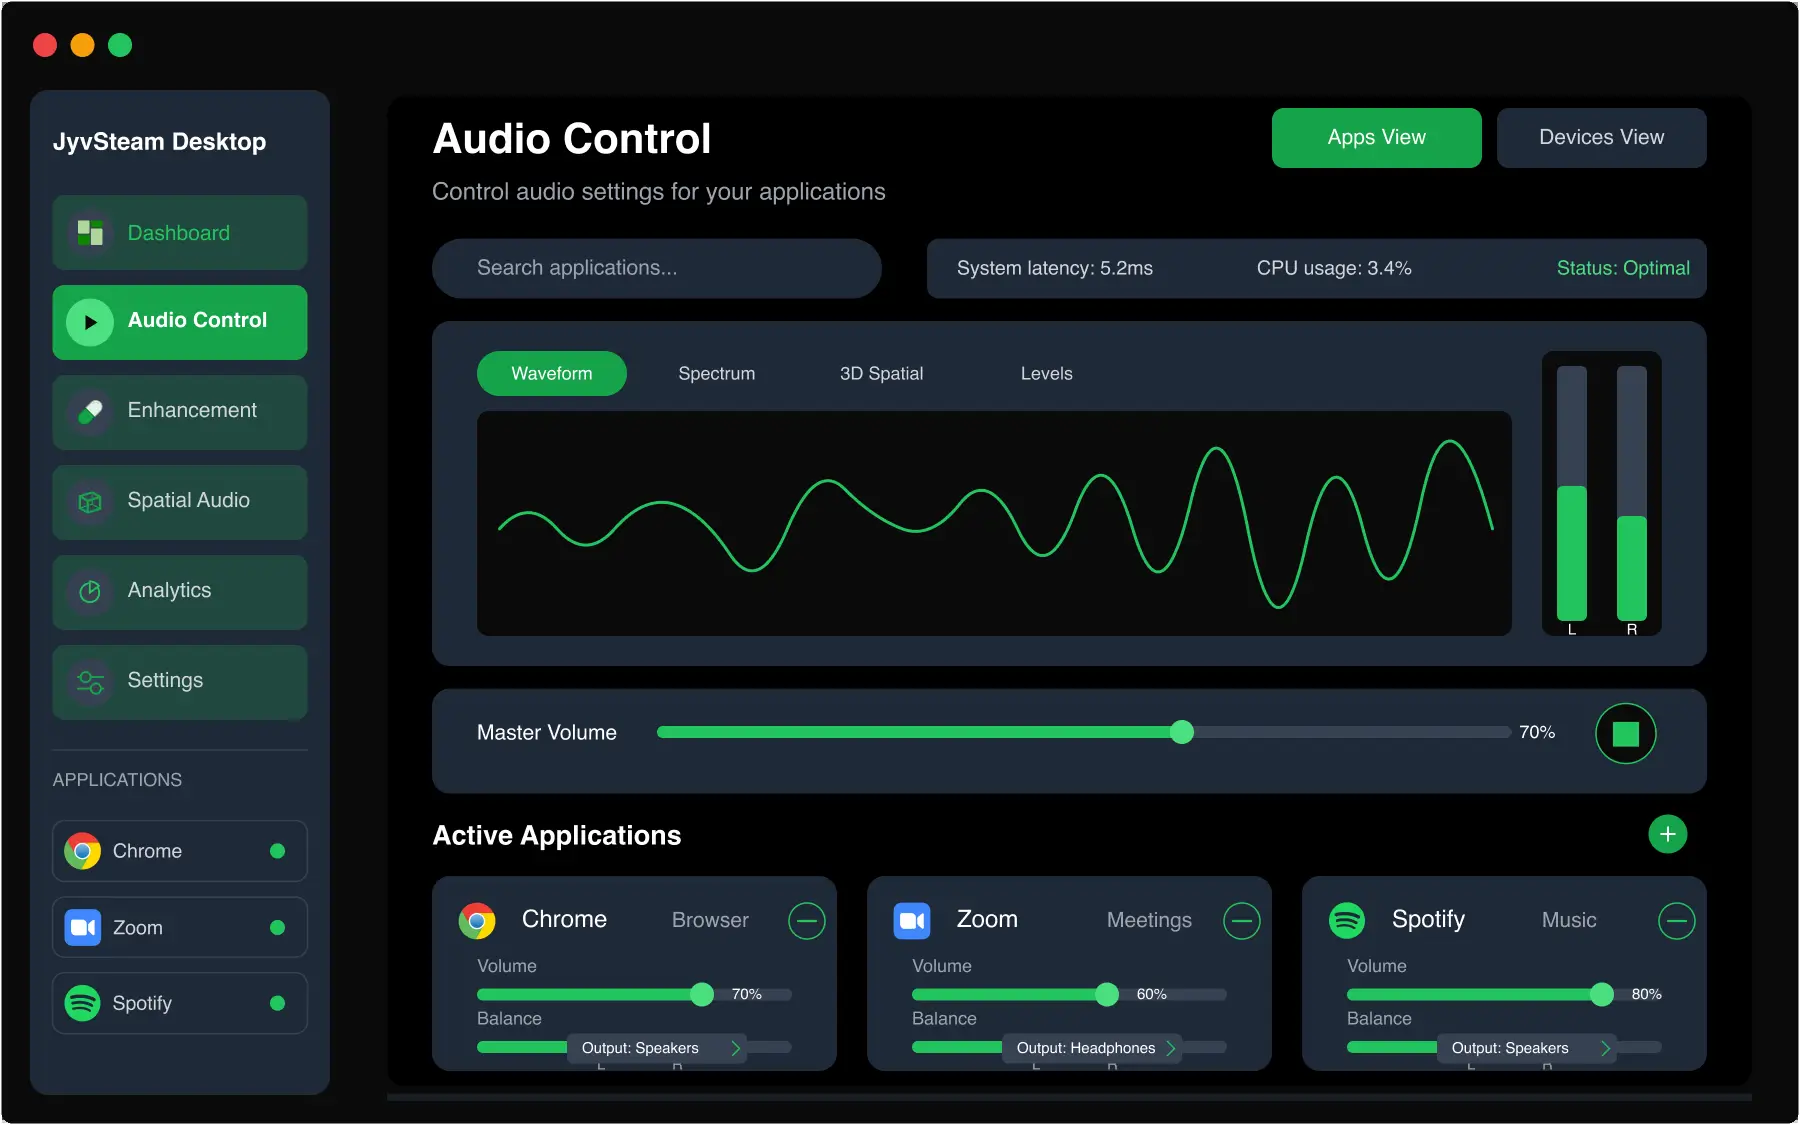 JyvSteam Desktop
Dashboard
Audio Control
Enhancement
Spatial Audio
Analytics
Settings
APPLICATIONS
Chrome
Zoom
Spotify
Audio Control
Control audio settings for your applications
Apps View
Devices View
Search applications...
System latency: 5.2ms
CPU usage: 3.4%
Status: Optimal
Waveform
Spectrum
3D Spatial
Levels
L
R
Master Volume
70%
Active Applications
Chrome
Browser
Volume
70%
Balance
Output: Speakers
L
R
Zoom
Meetings
Volume
60%
Balance
Output: Headphones
L
R
Spotify
Music
Volume
80%
Balance
Output: Speakers
L
R